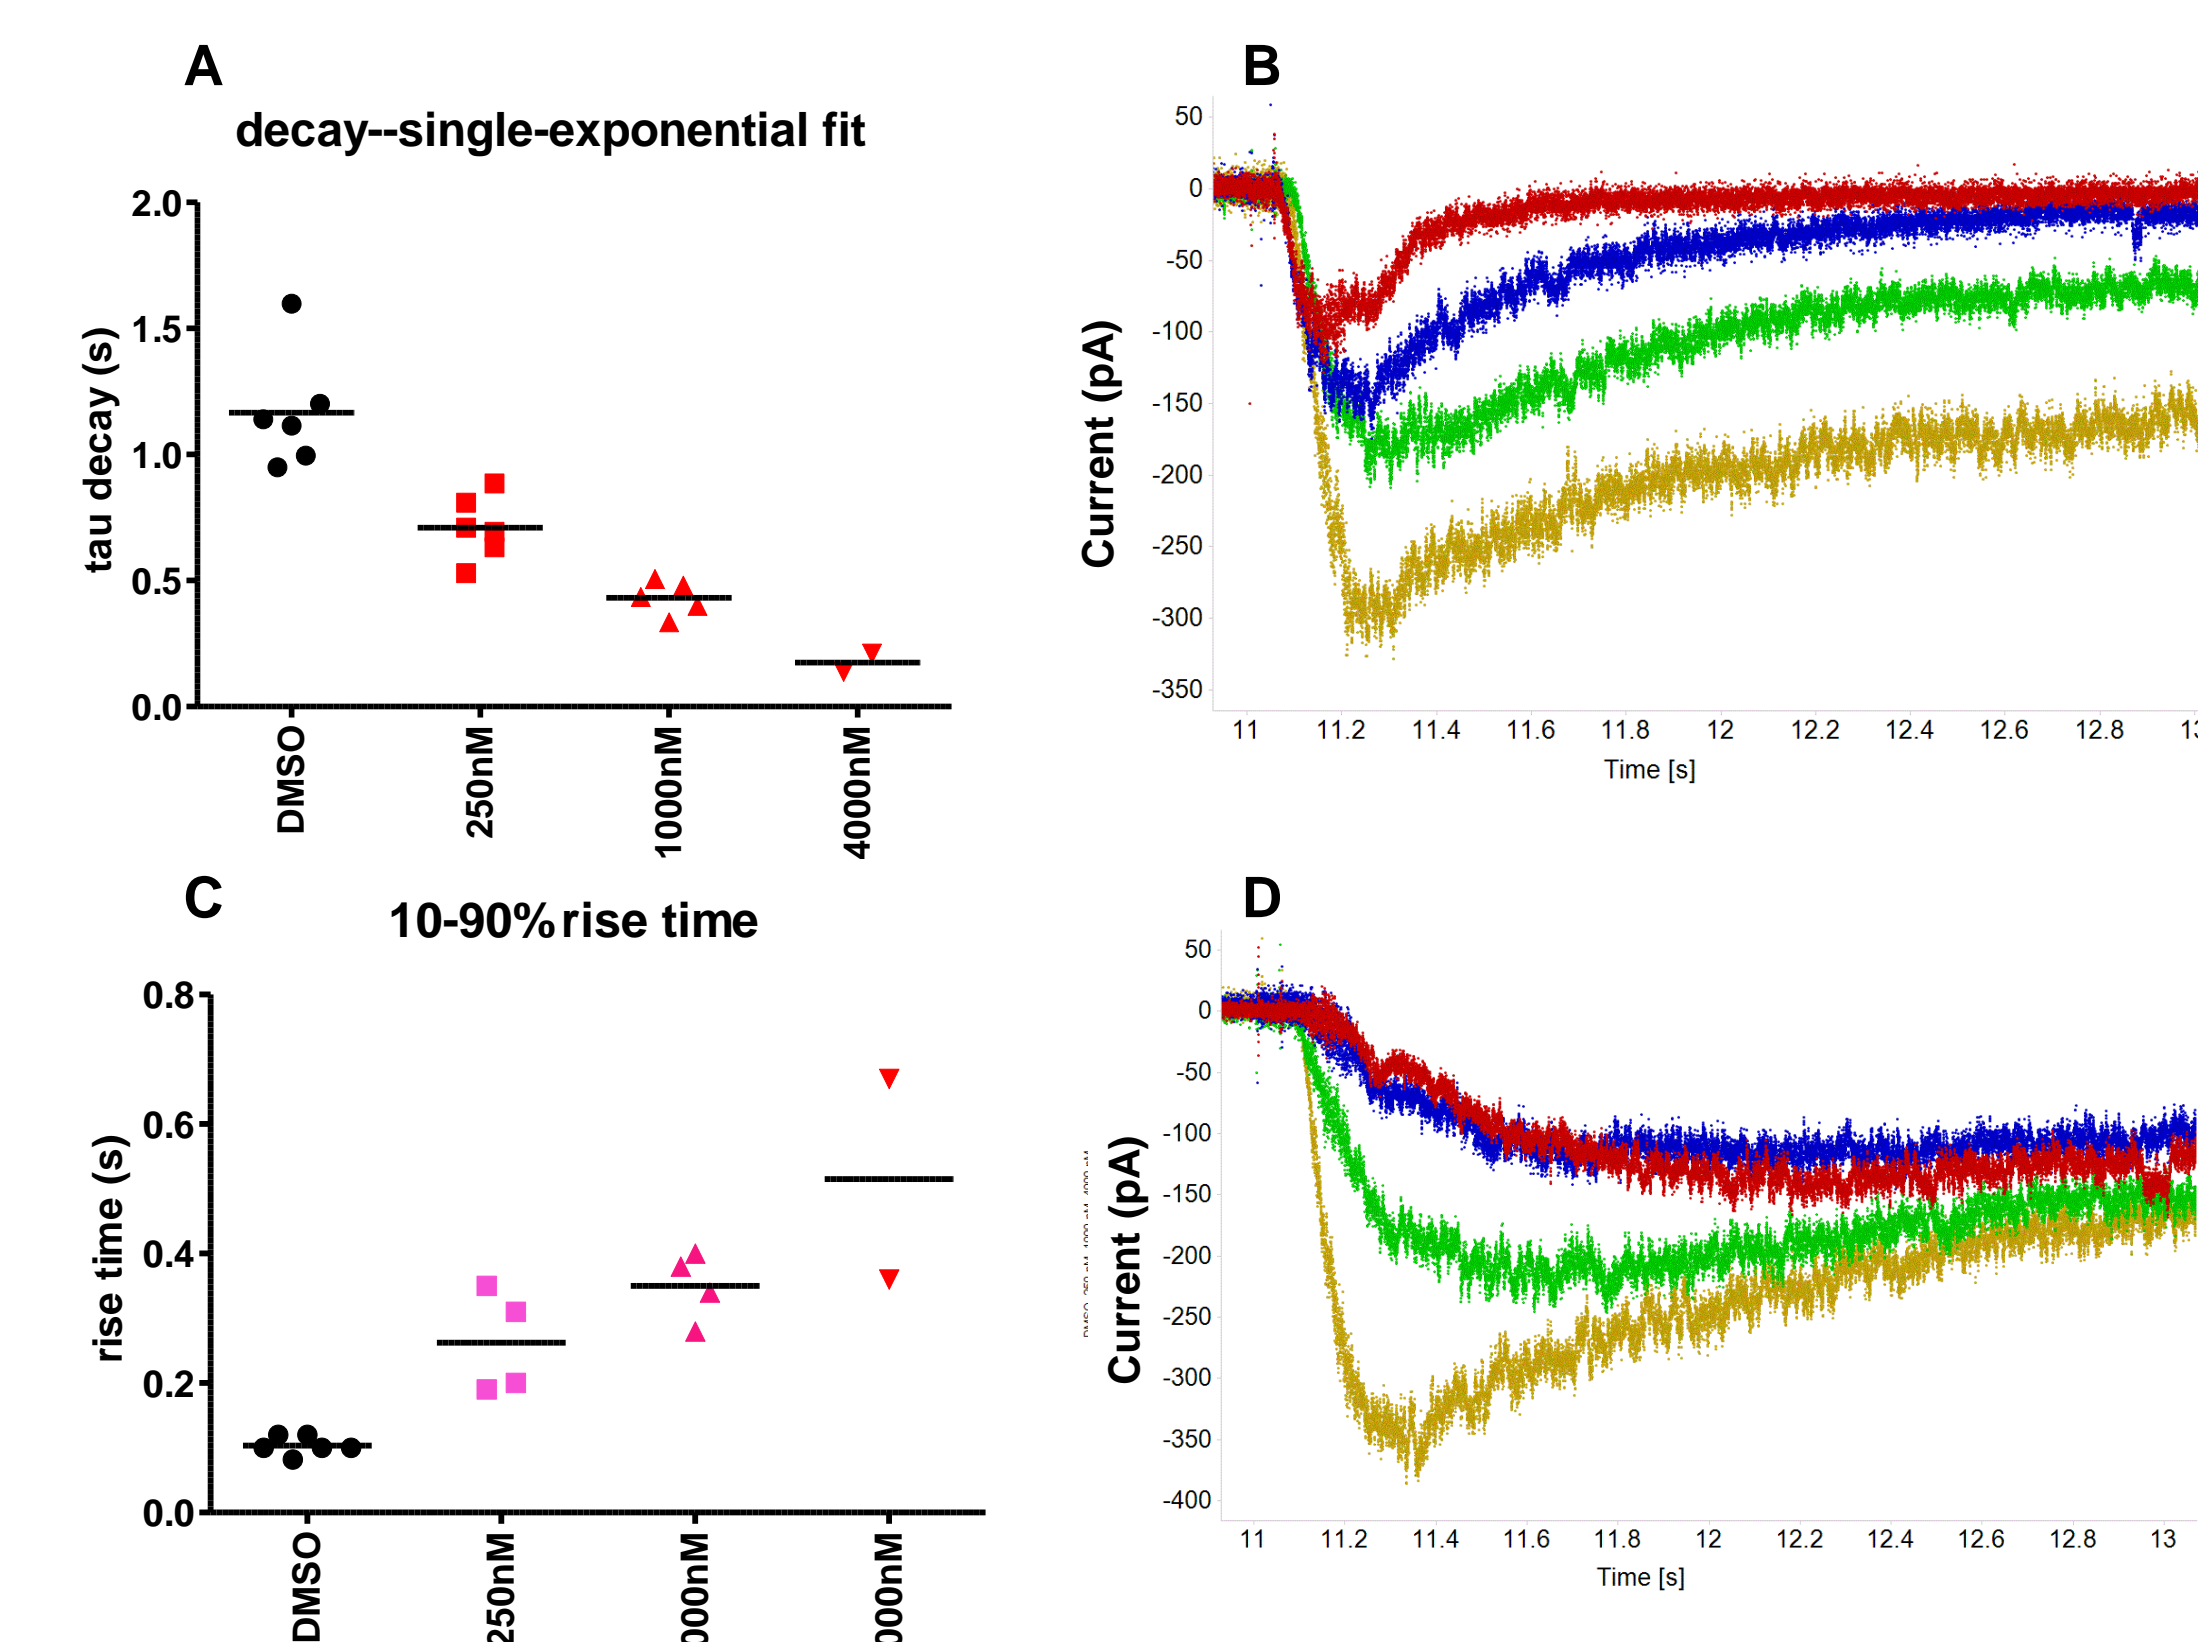 A
decay--single-exponential fit
tau decay (s)
2.0
1.5
1.0
0.5
0.0
DMSO
250nM
1000nM
4000nM
B
Current (pA)
50
0
-50
-100
-150
-200
-250
-300
-350
11 11.2 11.4 11.6 11.8 12 12.2 12.4 12.6 12.8
Time [s]
C
10-90% rise time
rise time (s)
0.8
0.6
0.4
0.2
0.0
DMSO
250nM
000nM
000nM
D
Current (pA)
50
0
-50
-100
-150
-200
-250
-300
-350
-400
11 11.2 11.4 11.6 11.8 12 12.2 12.4 12.6 12.8 13
Time [s]